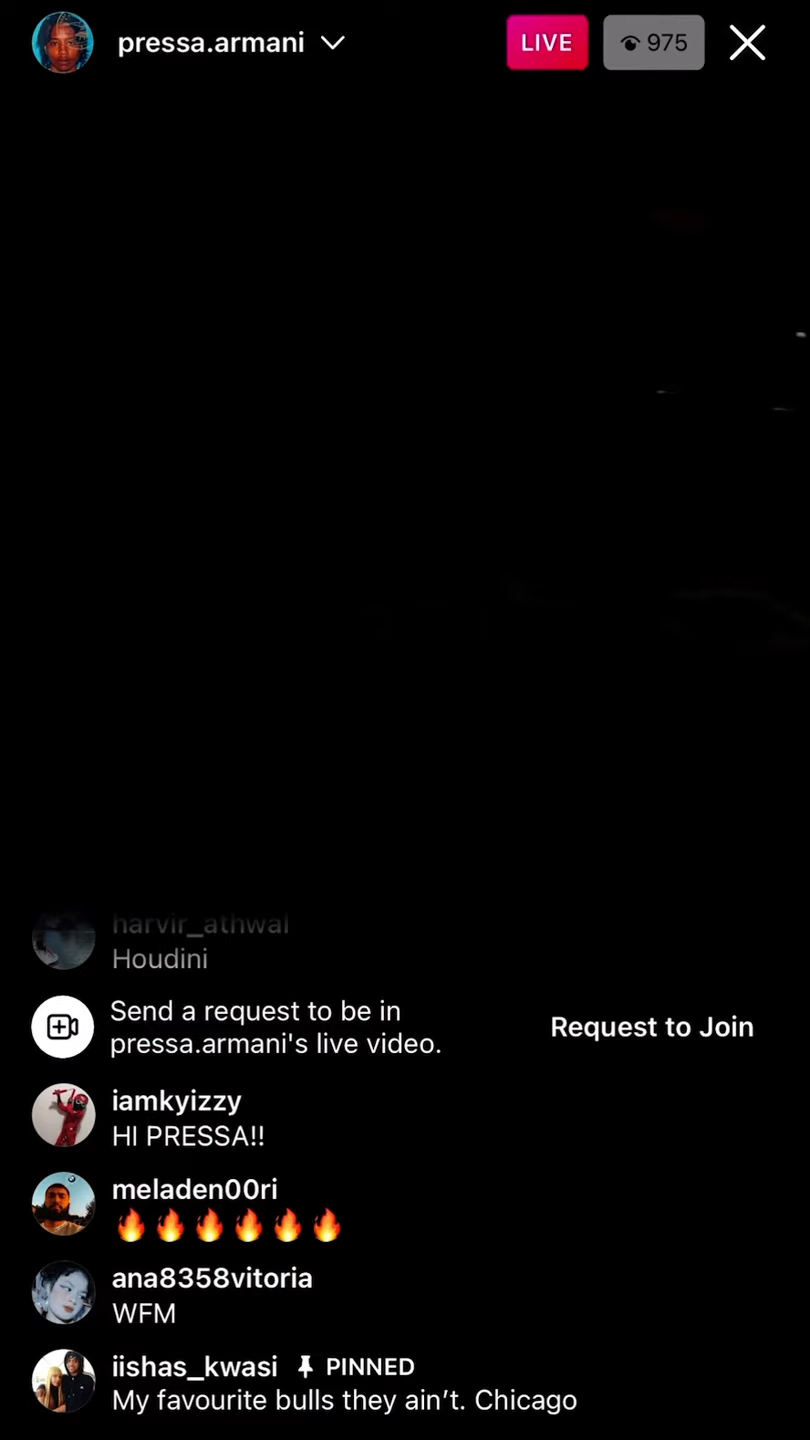 pressa.armani
LIVE
975
harvir_athwal
Houdini
Send a request to be in
pressa.armani's live video.
Request to Join
iamkyizzy
HI PRESSA!!
meladen00ri
🔥🔥🔥🔥🔥🔥
ana8358vitoria
WFM
iishas_kwasi PINNED
My favourite bulls they ain’t. Chicago